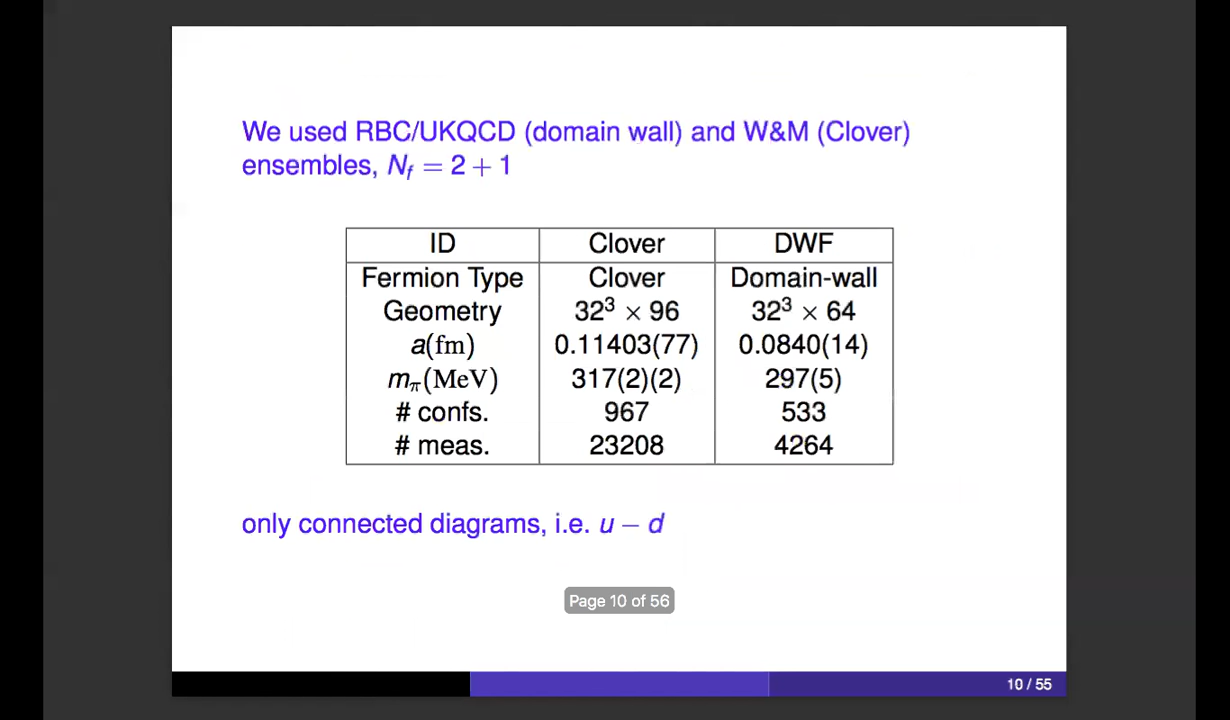 We used RBC/UKQCD (domain wall) and W&M (Clover)
ensembles, N_f = 2 + 1
ID Clover DWF
Fermion Type Clover Domain-wall
Geometry 32³ × 96 32³ × 64
a(fm) 0.11403(77) 0.0840(14)
m_π(MeV) 317(2)(2) 297(5)
# confs. 967 533
# meas. 23208 4264
only connected diagrams, i.e. u − d
Page 10 of 56
10 / 55